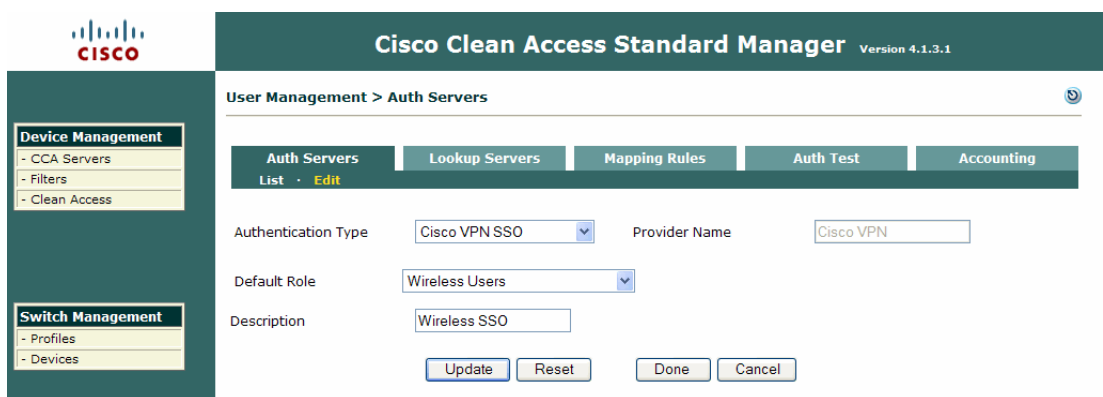 CISCO
Cisco Clean Access Standard Manager Version 4.1.3.1
User Management > Auth Servers
Device Management
- CCA Servers
- Filters
- Clean Access
Switch Management
- Profiles
- Devices
Auth Servers Lookup Servers Mapping Rules Auth Test Accounting
List · Edit
Authentication Type Cisco VPN SSO Provider Name Cisco VPN
Default Role Wireless Users
Description Wireless SSO
Update Reset Done Cancel